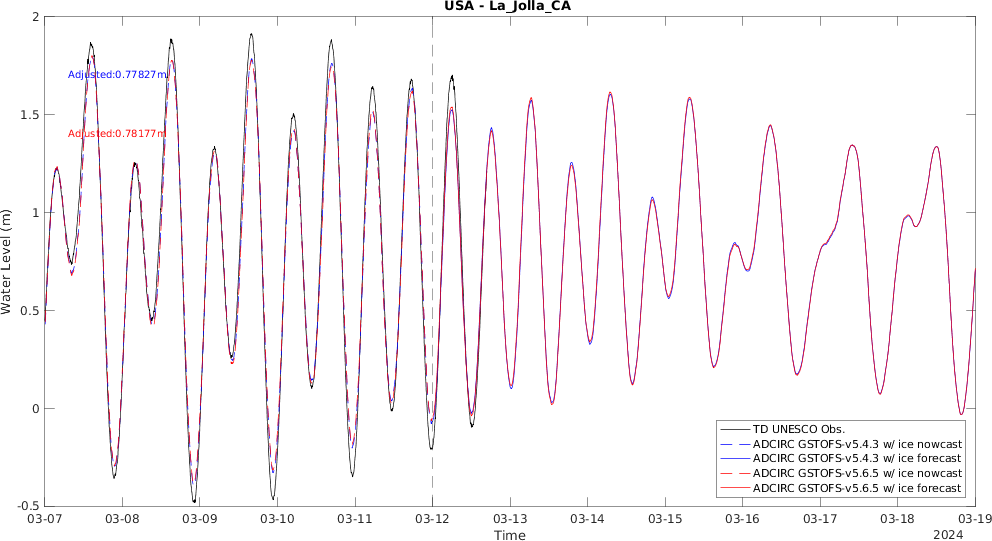 USA - La_Jolla_CA
2
1.5
1
0.5
0
-0.5
Water Level (m)
Adjusted:0.77827m
Adjusted:0.78177m
TD UNESCO Obs.
ADCIRC GSTOFS-v5.4.3 w/ ice nowcast
ADCIRC GSTOFS-v5.4.3 w/ ice forecast
ADCIRC GSTOFS-v5.6.5 w/ ice nowcast
ADCIRC GSTOFS-v5.6.5 w/ ice forecast
03-07 03-08 03-09 03-10 03-11 03-12 03-13 03-14 03-15 03-16 03-17 03-18 03-19
Time
2024